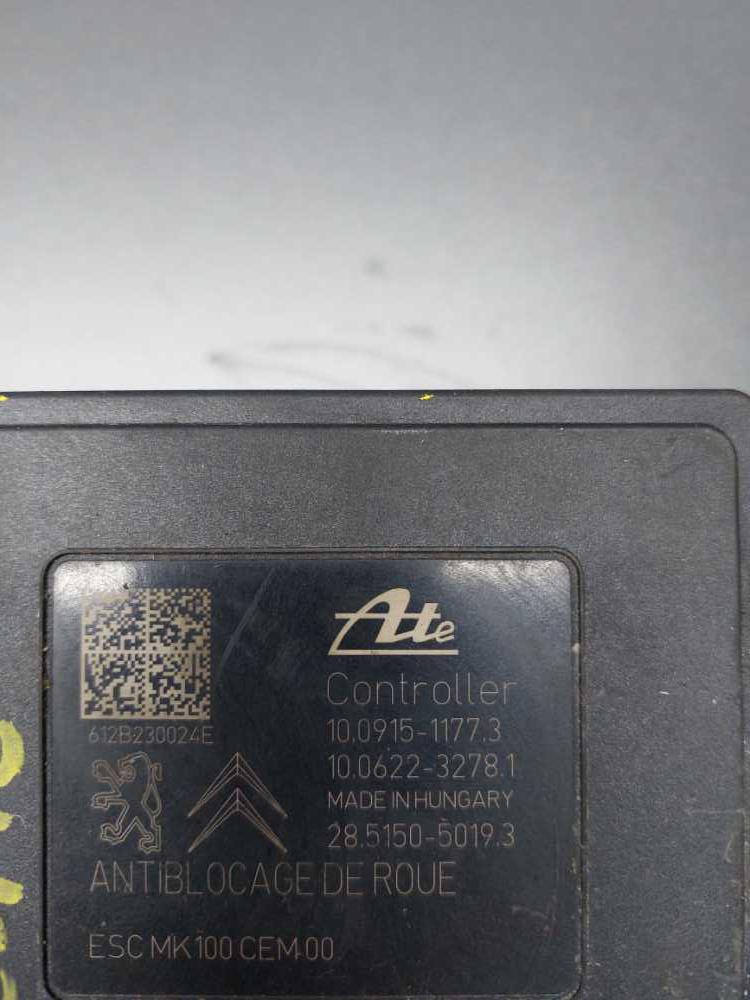 Ate
Controller
10.0915-1177.3
612B230024E
10.0622-3278.1
MADE IN HUNGARY
28.5150-5019.3
ANTIBLOCAGE DE ROUE
ESC MK100 CEM 00